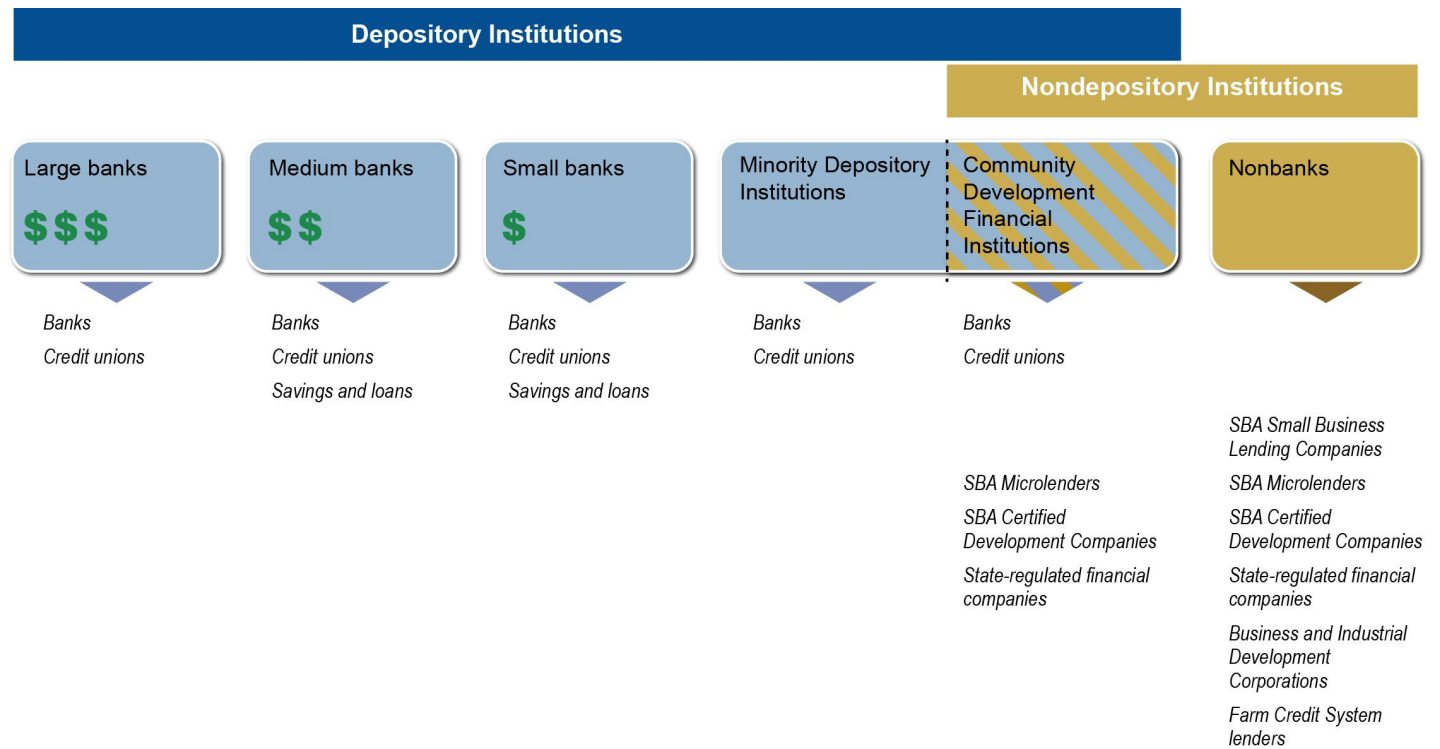 Depository Institutions
Nondepository Institutions
Large banks
$$$
Medium banks
$$
Small banks
$
Minority Depository
Institutions
Community
Development
Financial
Institutions
Nonbanks
Banks
Credit unions
Banks
Credit unions
Savings and loans
Banks
Credit unions
Savings and loans
Banks
Credit unions
Banks
Credit unions
SBA Microlenders
SBA Certified
Development Companies
State-regulated financial
companies
SBA Small Business
Lending Companies
SBA Microlenders
SBA Certified
Development Companies
State-regulated financial
companies
Business and Industrial
Development
Corporations
Farm Credit System
lenders